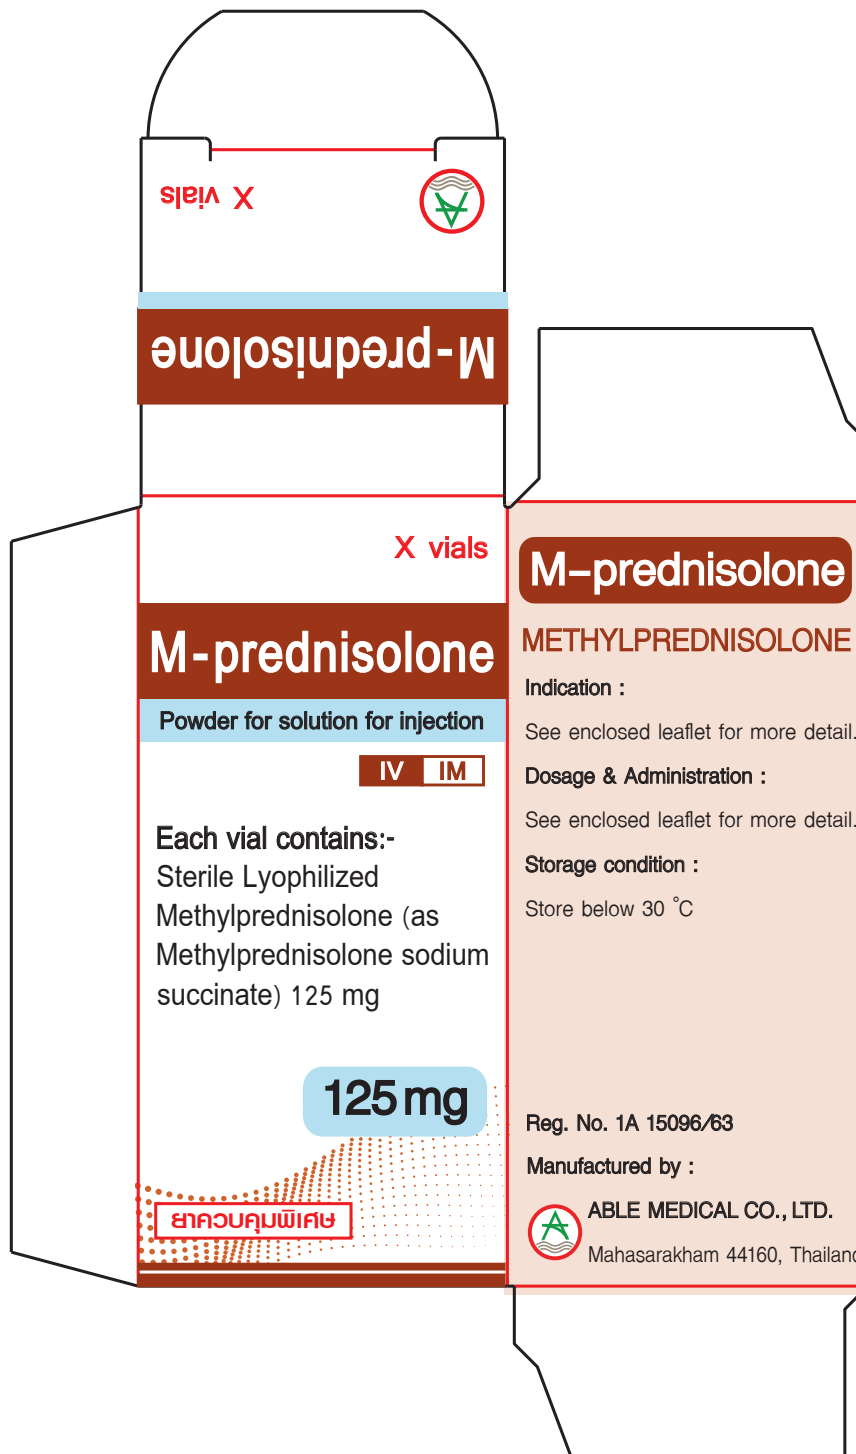 X vials
M-prednisolone
X vials
M-prednisolone
Powder for solution for injection
IV IM
Each vial contains:-
Sterile Lyophilized
Methylprednisolone (as
Methylprednisolone sodium
succinate) 125 mg
125 mg
ยาควบคุมพิเศษ
M-prednisolone
METHYLPREDNISOLONE
Indication :
See enclosed leaflet for more detail.
Dosage & Administration :
See enclosed leaflet for more detail.
Storage condition :
Store below 30 °C
Reg. No. 1A 15096/63
Manufactured by :
ABLE MEDICAL CO., LTD.
Mahasarakham 44160, Thailand